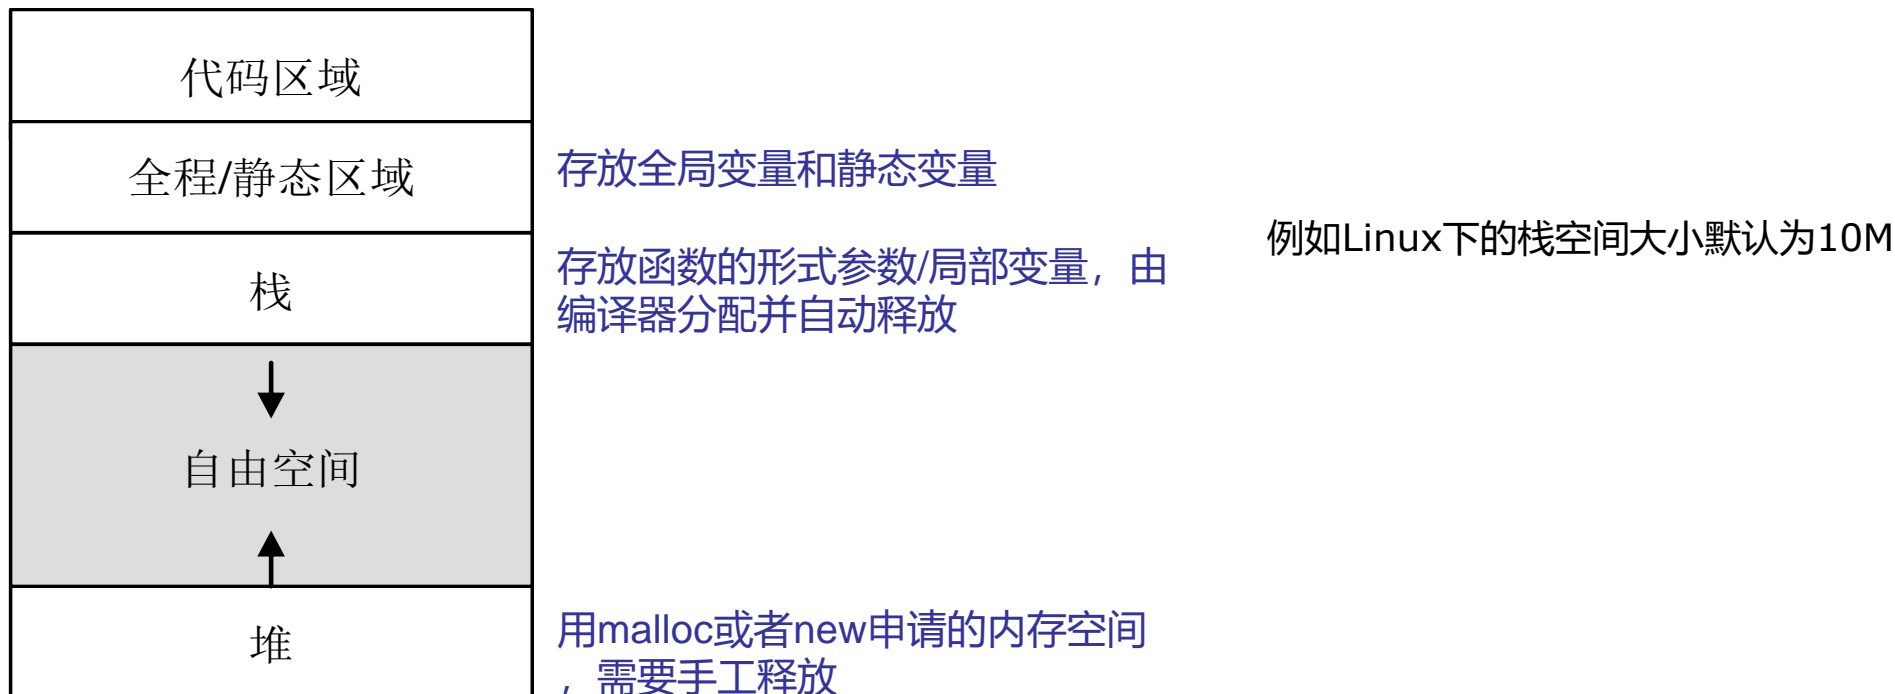 代码区域
全程/静态区域
存放全局变量和静态变量
例如Linux下的栈空间大小默认为10M
栈
存放函数的形式参数/局部变量，由
编译器分配并自动释放
自由空间
堆
用malloc或者new申请的内存空间
，需要手工释放